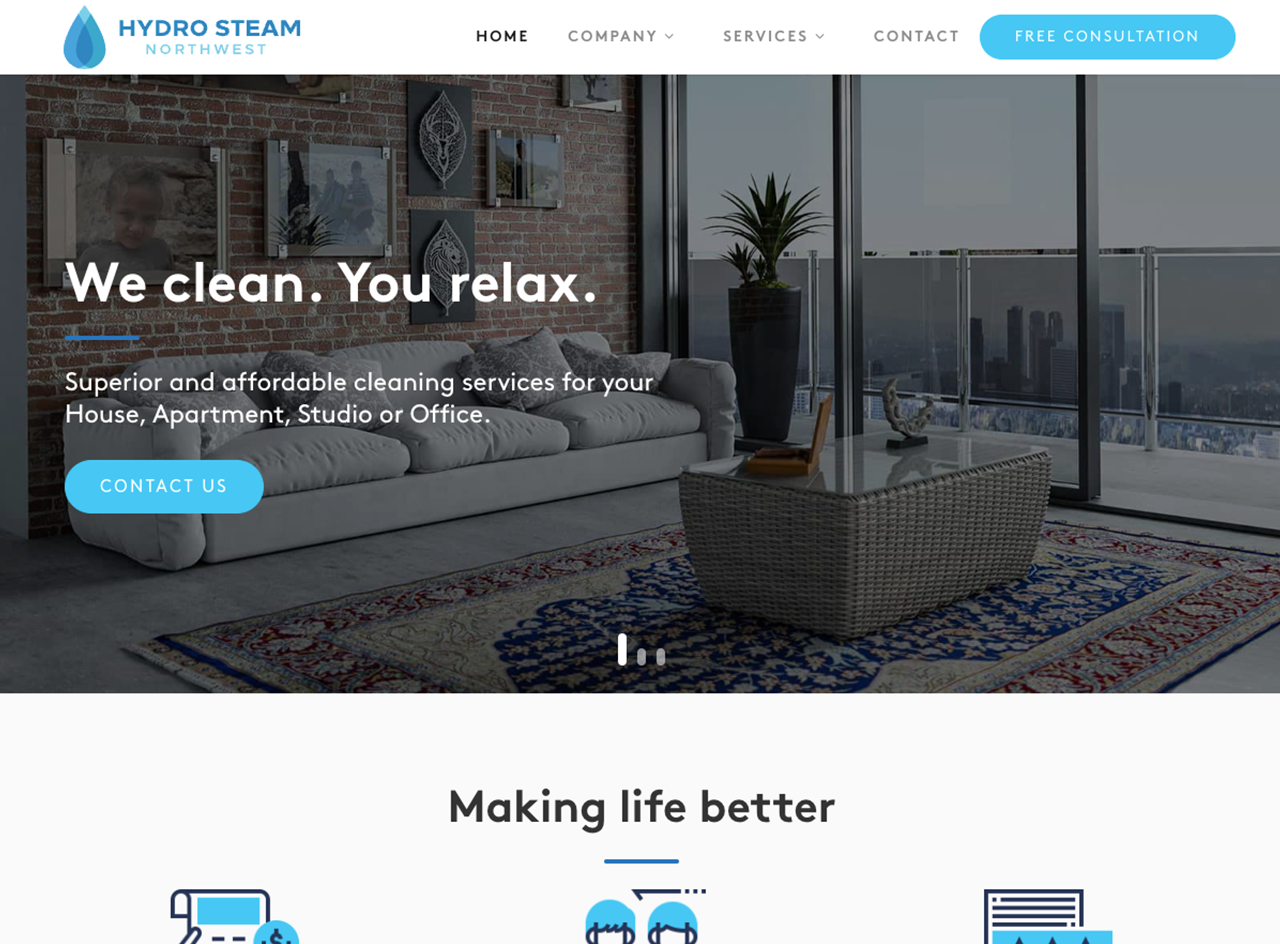 HYDRO STEAM
NORTHWEST
HOME
COMPANY
SERVICES
CONTACT
FREE CONSULTATION
We clean. You relax.
Superior and affordable cleaning services for your
House, Apartment, Studio or Office.
CONTACT US
Making life better
$